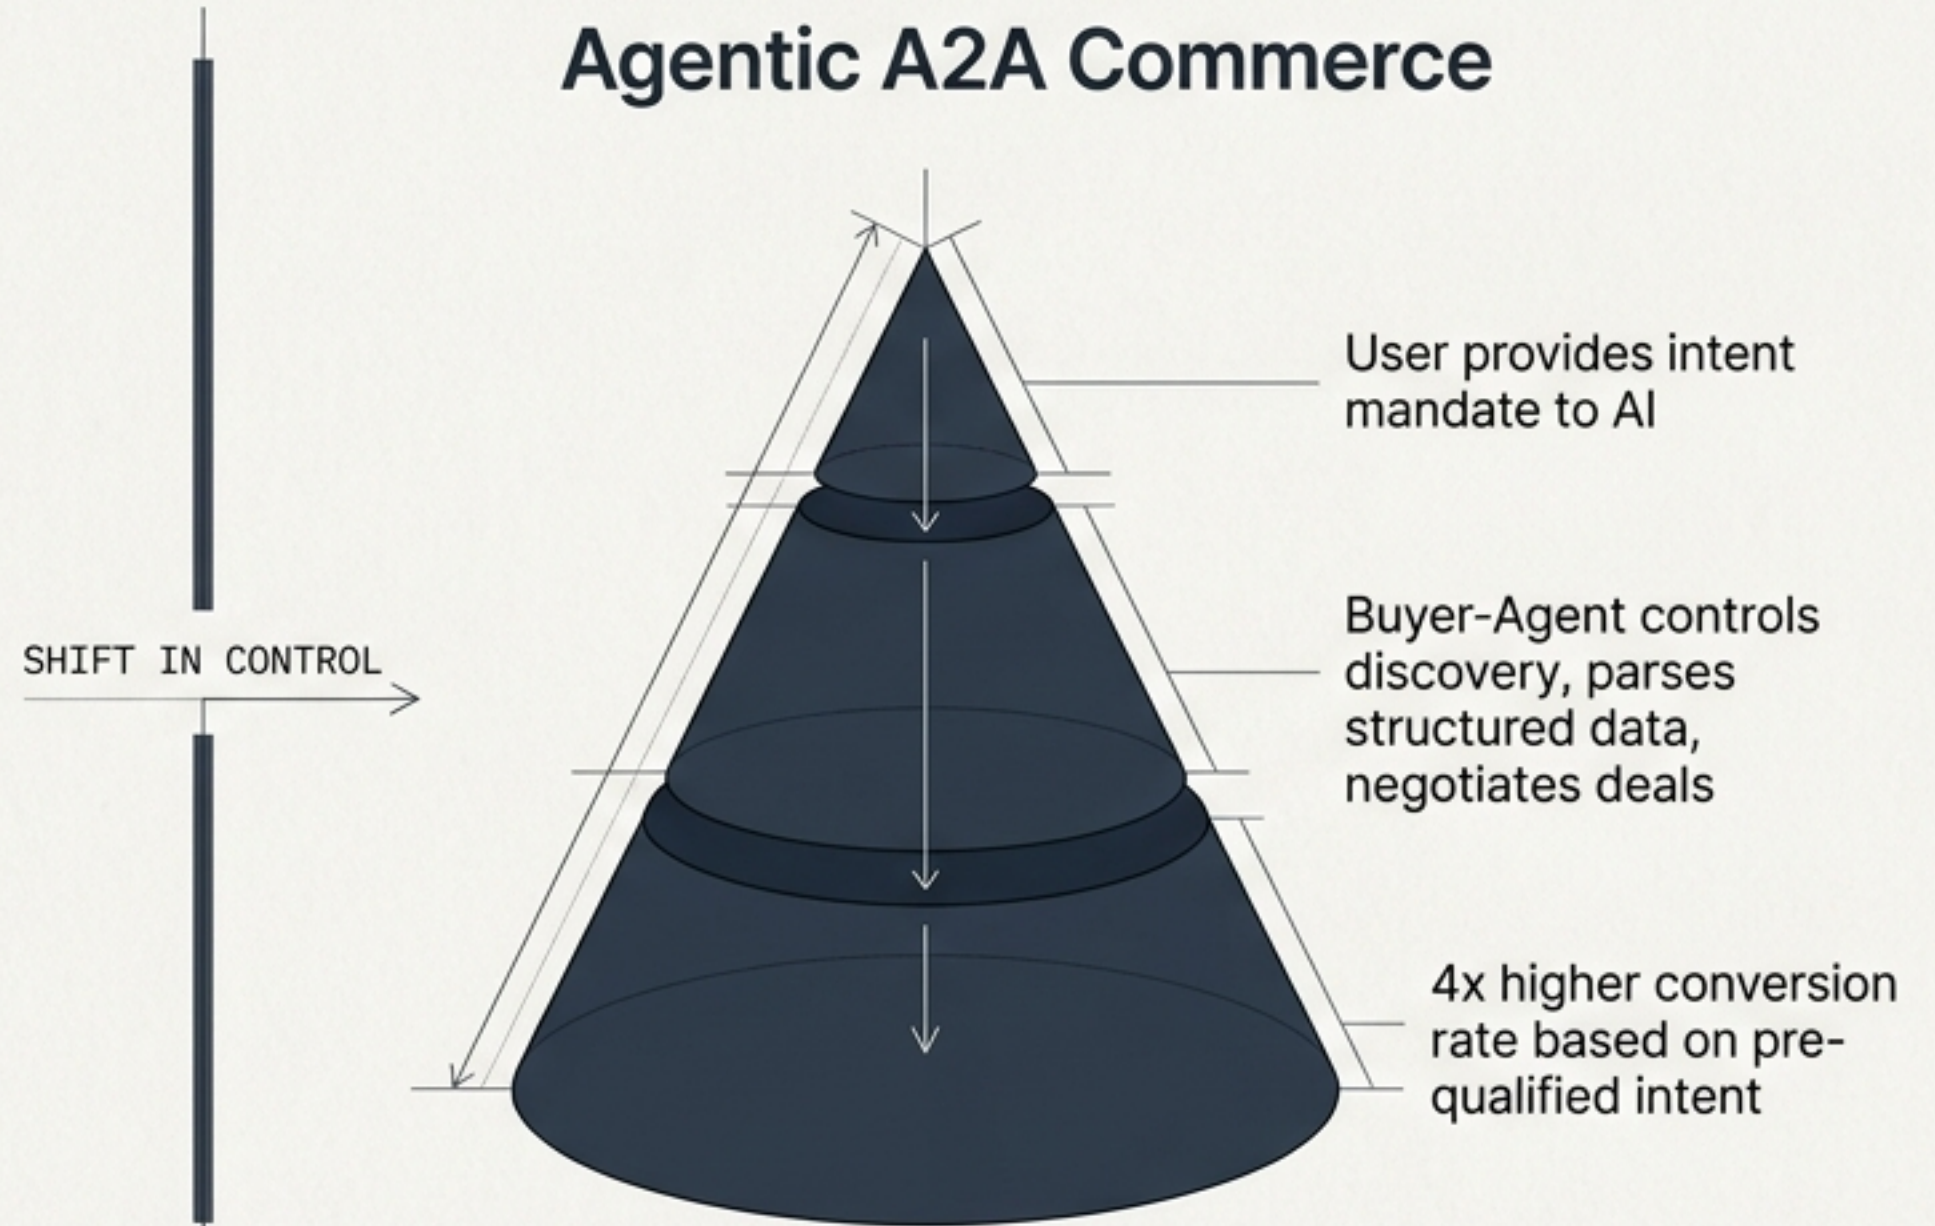 Agentic A2A Commerce
User provides intent
mandate to AI
SHIFT IN CONTROL
Buyer-Agent controls
discovery, parses
structured data,
negotiates deals
4x higher conversion
rate based on pre-
qualified intent